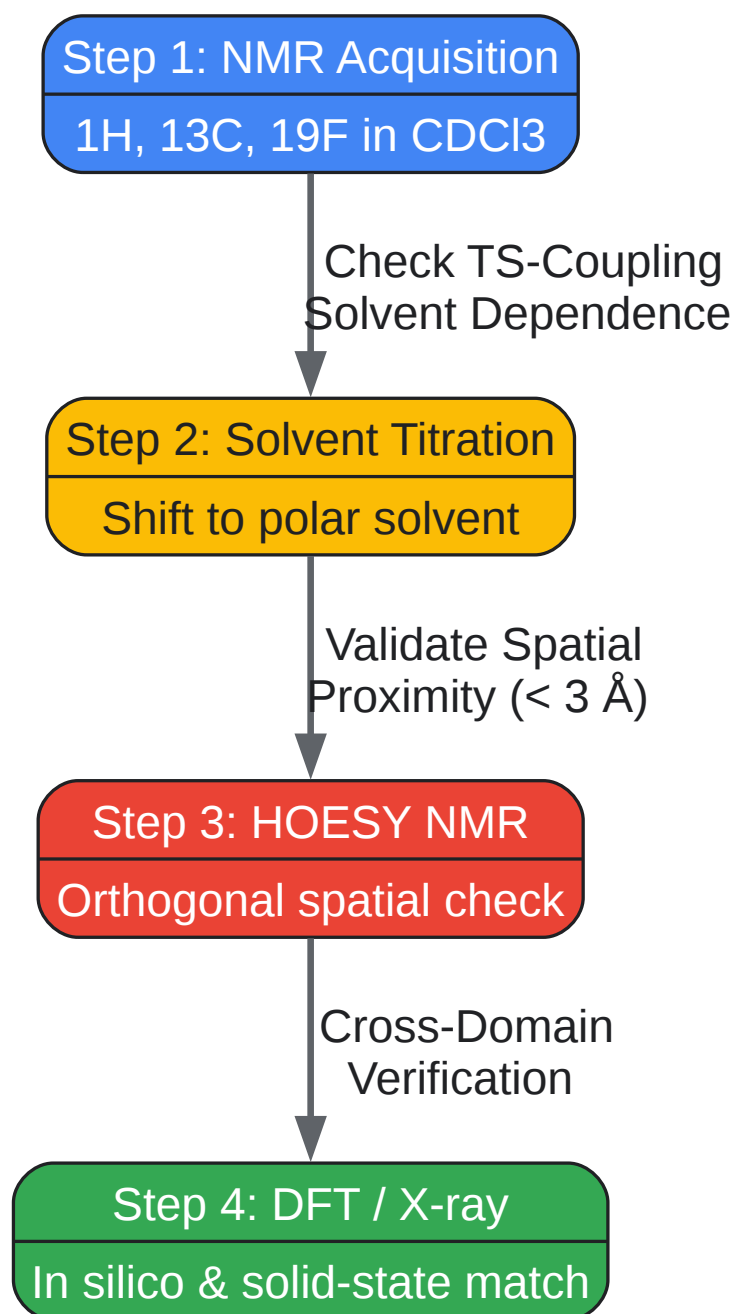 Step 1: NMR Acquisition
1H, 13C, 19F in CDCl3
Check TS-Coupling
Solvent Dependence
Step 2: Solvent Titration
Shift to polar solvent
Validate Spatial
Proximity (< 3 Å)
Step 3: HOESY NMR
Orthogonal spatial check
Cross-Domain
Verification
Step 4: DFT / X-ray
In silico & solid-state match